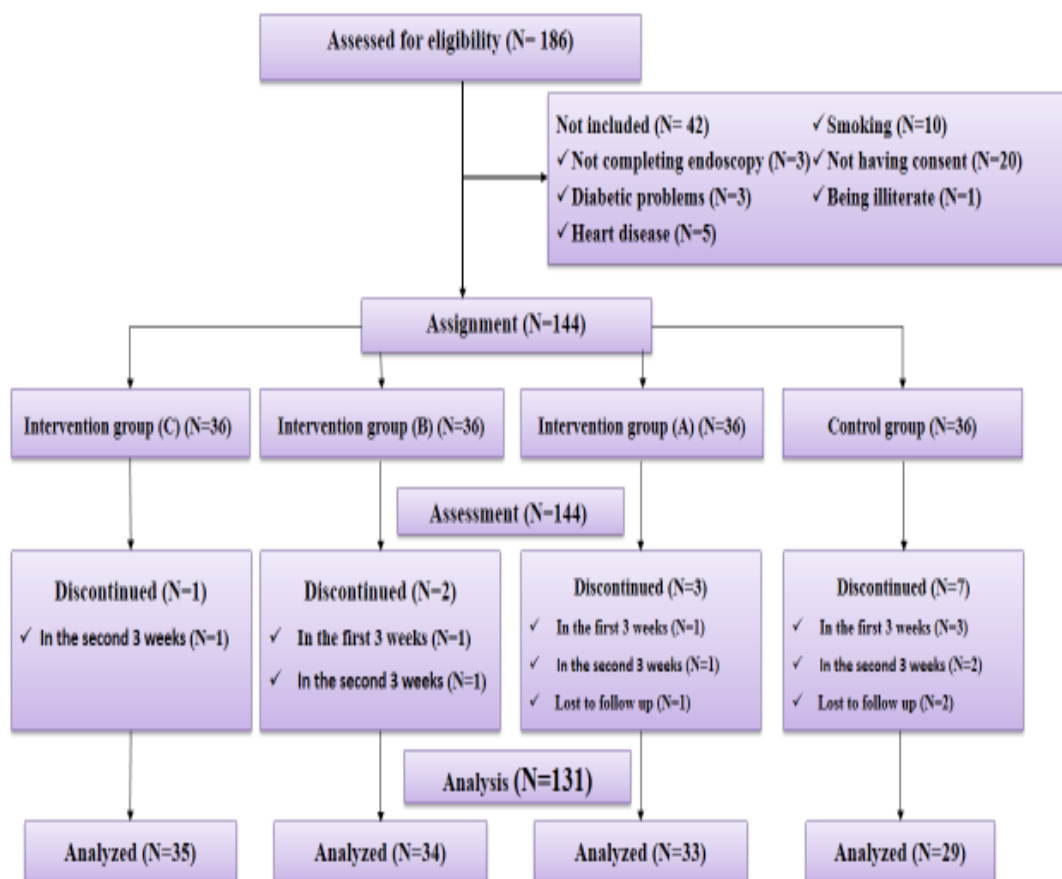 Assessed for eligibility (N= 186)
Not included (N= 42)
✓ Smoking (N=10)
✓ Not completing endoscopy (N=3)
✓ Not having consent (N=20)
✓ Diabetic problems (N=3)
✓ Being illiterate (N=1)
✓ Heart disease (N=5)
Assignment (N=144)
Intervention group (C) (N=36)
Intervention group (B) (N=36)
Intervention group (A) (N=36)
Control group (N=36)
Assessment (N=144)
Discontinued (N=1)
✓ In the second 3 weeks (N=1)
Discontinued (N=2)
✓ In the first 3 weeks (N=1)
✓ In the second 3 weeks (N=1)
Discontinued (N=3)
✓ In the first 3 weeks (N=1)
✓ In the second 3 weeks (N=1)
✓ Lost to follow up (N=1)
Discontinued (N=7)
✓ In the first 3 weeks (N=3)
✓ In the second 3 weeks (N=2)
✓ Lost to follow up (N=2)
Analysis (N=131)
Analyzed (N=35)
Analyzed (N=34)
Analyzed (N=33)
Analyzed (N=29)